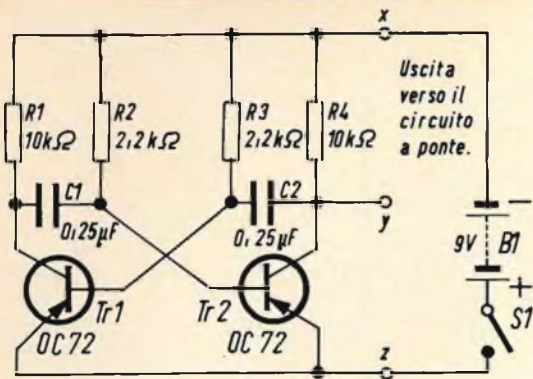 x
R1
10kΩ
R2
2,2kΩ
R3
2,2kΩ
R4
10kΩ
Uscita
verso il
circuito
a ponte.
C1
0,25µF
C2
0,25µF
y
−
9V B1
+
S1
Tr1
Tr2
OC72
OC72
z